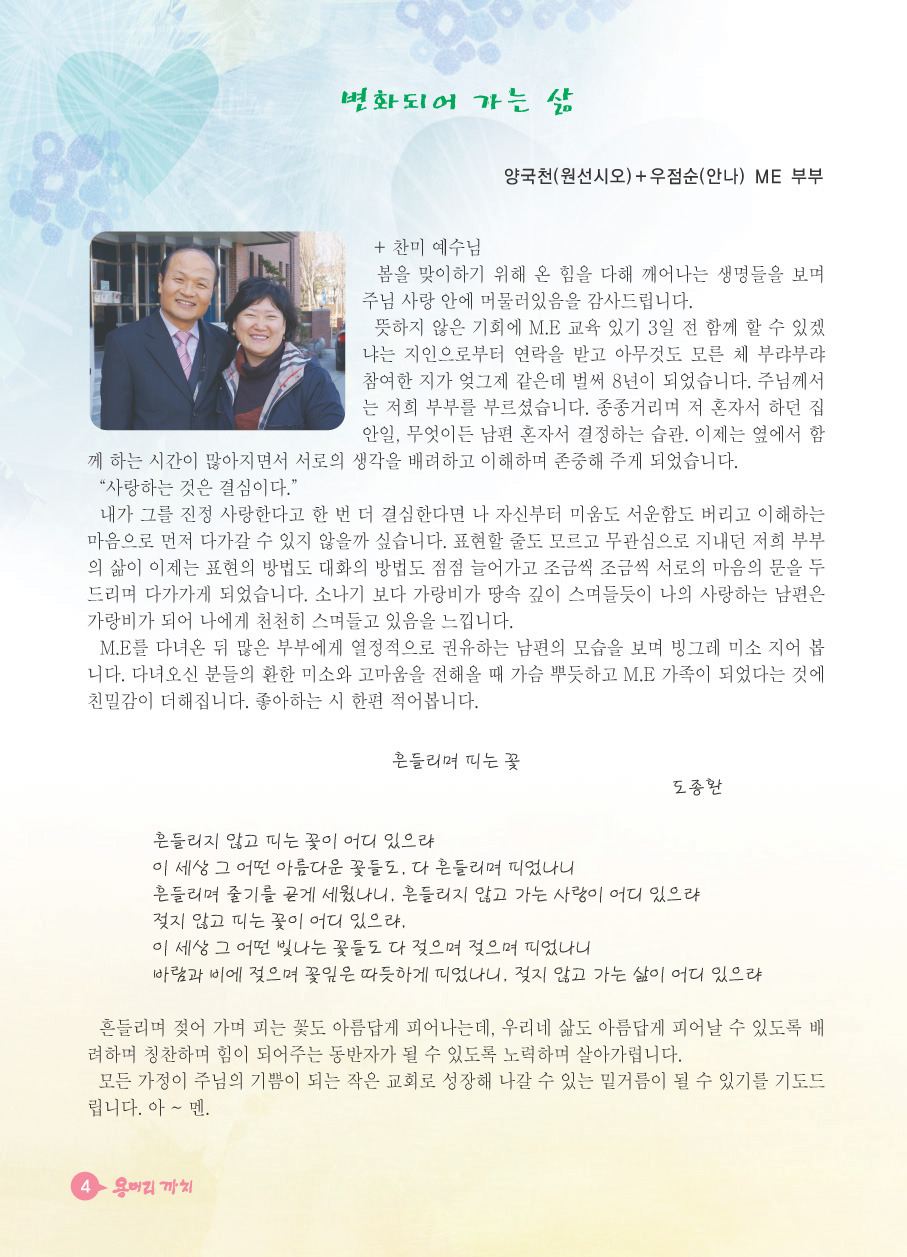 변화되어 가는 삶
양국천(원선시오)+우점순(안나) ME 부부
+ 찬미 예수님
봄을 맞이하기 위해 온 힘을 다해 깨어나는 생명들을 보며
주님 사랑 안에 머물러있음을 감사드립니다.
뜻하지 않은 기회에 M.E 교육 있기 3일 전 함께 할 수 있겠
냐는 지인으로부터 연락을 받고 아무것도 모른 체 부랴부랴
참여한 지가 엊그제 같은데 벌써 8년이 되었습니다. 주님께서
는 저희 부부를 부르셨습니다. 종종거리며 저 혼자서 하던 집
안일, 무엇이든 남편 혼자서 결정하는 습관. 이제는 옆에서 함
께 하는 시간이 많아지면서 서로의 생각을 배려하고 이해하며 존중해 주게 되었습니다.
“사랑하는 것은 결심이다.”
내가 그를 진정 사랑한다고 한 번 더 결심한다면 나 자신부터 미움도 서운함도 버리고 이해하는
마음으로 먼저 다가갈 수 있지 않을까 싶습니다. 표현할 줄도 모르고 무관심으로 지내던 저희 부부
의 삶이 이제는 표현의 방법도 대화의 방법도 점점 늘어가고 조금씩 조금씩 서로의 마음의 문을 두
드리며 다가가게 되었습니다. 소나기 보다 가랑비가 땅속 깊이 스며들듯이 나의 사랑하는 남편은
가랑비가 되어 나에게 천천히 스며들고 있음을 느낍니다.
M.E를 다녀온 뒤 많은 부부에게 열정적으로 권유하는 남편의 모습을 보며 빙그레 미소 지어 봅
니다. 다녀오신 분들의 환한 미소와 고마움을 전해올 때 가슴 뿌듯하고 M.E 가족이 되었다는 것에
친밀감이 더해집니다. 좋아하는 시 한편 적어봅니다.
흔들리며 피는 꽃
도종환
흔들리지 않고 피는 꽃이 어디 있으랴
이 세상 그 어떤 아름다운 꽃들도, 다 흔들리며 피었나니
흔들리며 줄기를 곧게 세웠나니, 흔들리지 않고 가는 사랑이 어디 있으랴
젖지 않고 피는 꽃이 어디 있으랴,
이 세상 그 어떤 빛나는 꽃들도 다 젖으며 젖으며 피었나니
바람과 비에 젖으며 꽃잎은 따듯하게 피었나니, 젖지 않고 가는 삶이 어디 있으랴
흔들리며 젖어 가며 피는 꽃도 아름답게 피어나는데, 우리네 삶도 아름답게 피어날 수 있도록 배
려하며 칭찬하며 힘이 되어주는 동반자가 될 수 있도록 노력하며 살아가렵니다.
모든 가정이 주님의 기쁨이 되는 작은 교회로 성장해 나갈 수 있는 밑거름이 될 수 있기를 기도드
립니다. 아 ~ 멘.
4 용머리 까치